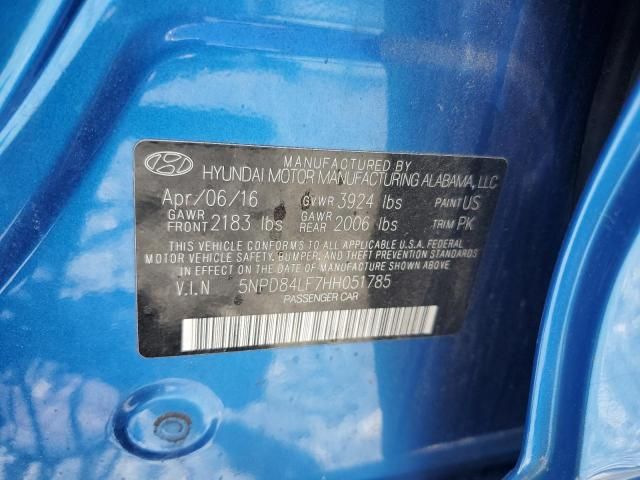 MANUFACTURED BY
HYUNDAI MOTOR MANUFACTURING ALABAMA, LLC
Apr/06/16 GVWR 3924 lbs PAINT US
GAWR FRONT 2183 lbs GAWR REAR 2006 lbs TRIM PK
THIS VEHICLE CONFORMS TO ALL APPLICABLE U.S.A. FEDERAL
MOTOR VEHICLE SAFETY, BUMPER, AND THEFT PREVENTION STANDARDS
IN EFFECT ON THE DATE OF MANUFACTURE SHOWN ABOVE.
V.I.N 5NPD84LF7HH051785
PASSENGER CAR